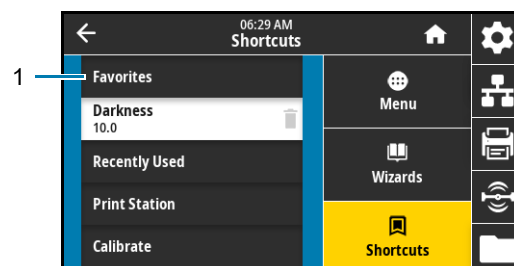 06:29 AM
Shortcuts
1
Favorites
Darkness
10.0
Recently Used
Print Station
Calibrate
Menu
Wizards
Shortcuts